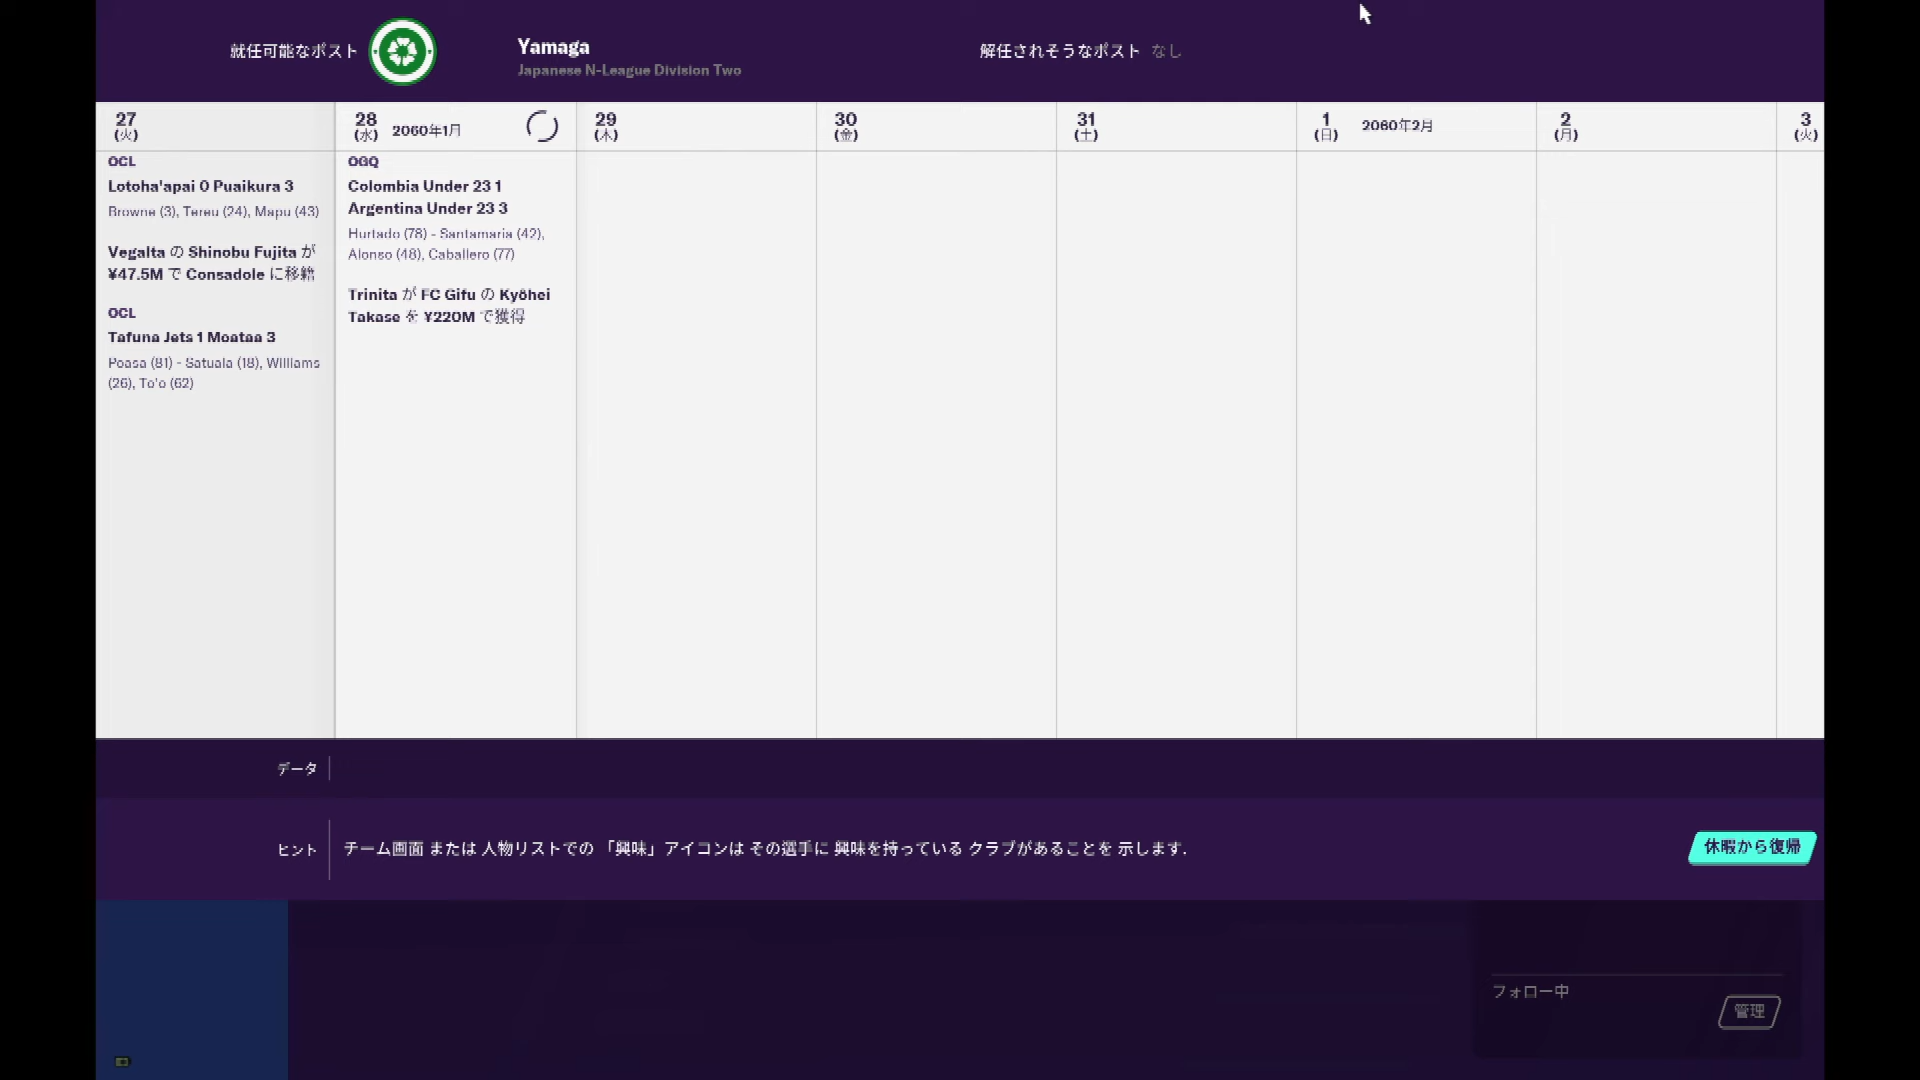 就任可能なポスト
Yamaga
Japanese N-League Division Two
解任されそうなポスト なし
27
(火)
28
(水)
2060年1月
29
(木)
30
(金)
31
(土)
1
(日)
2060年2月
2
(月)
3
(火)
OCL
Lotoha'apai 0 Puaikura 3
Browne (3), Tereu (24), Mapu (43)
Vegalta の Shinobu Fujita が
¥47.5M で Consadole に移籍
OCL
Tafuna Jets 1 Moataa 3
Poasa (81) - Satuala (18), Williams
(26), To'o (62)
OGQ
Colombia Under 23 1
Argentina Under 23 3
Hurtado (78) - Santamaria (42),
Alonso (48), Caballero (77)
Trinita が FC Gifu の Kyôhei
Takase を ¥220M で獲得
データ
ヒント
チーム画面 または 人物リストでの 「興味」アイコンは その選手に 興味を持っている クラブがあることを 示します.
休暇から復帰
フォロー中
管理